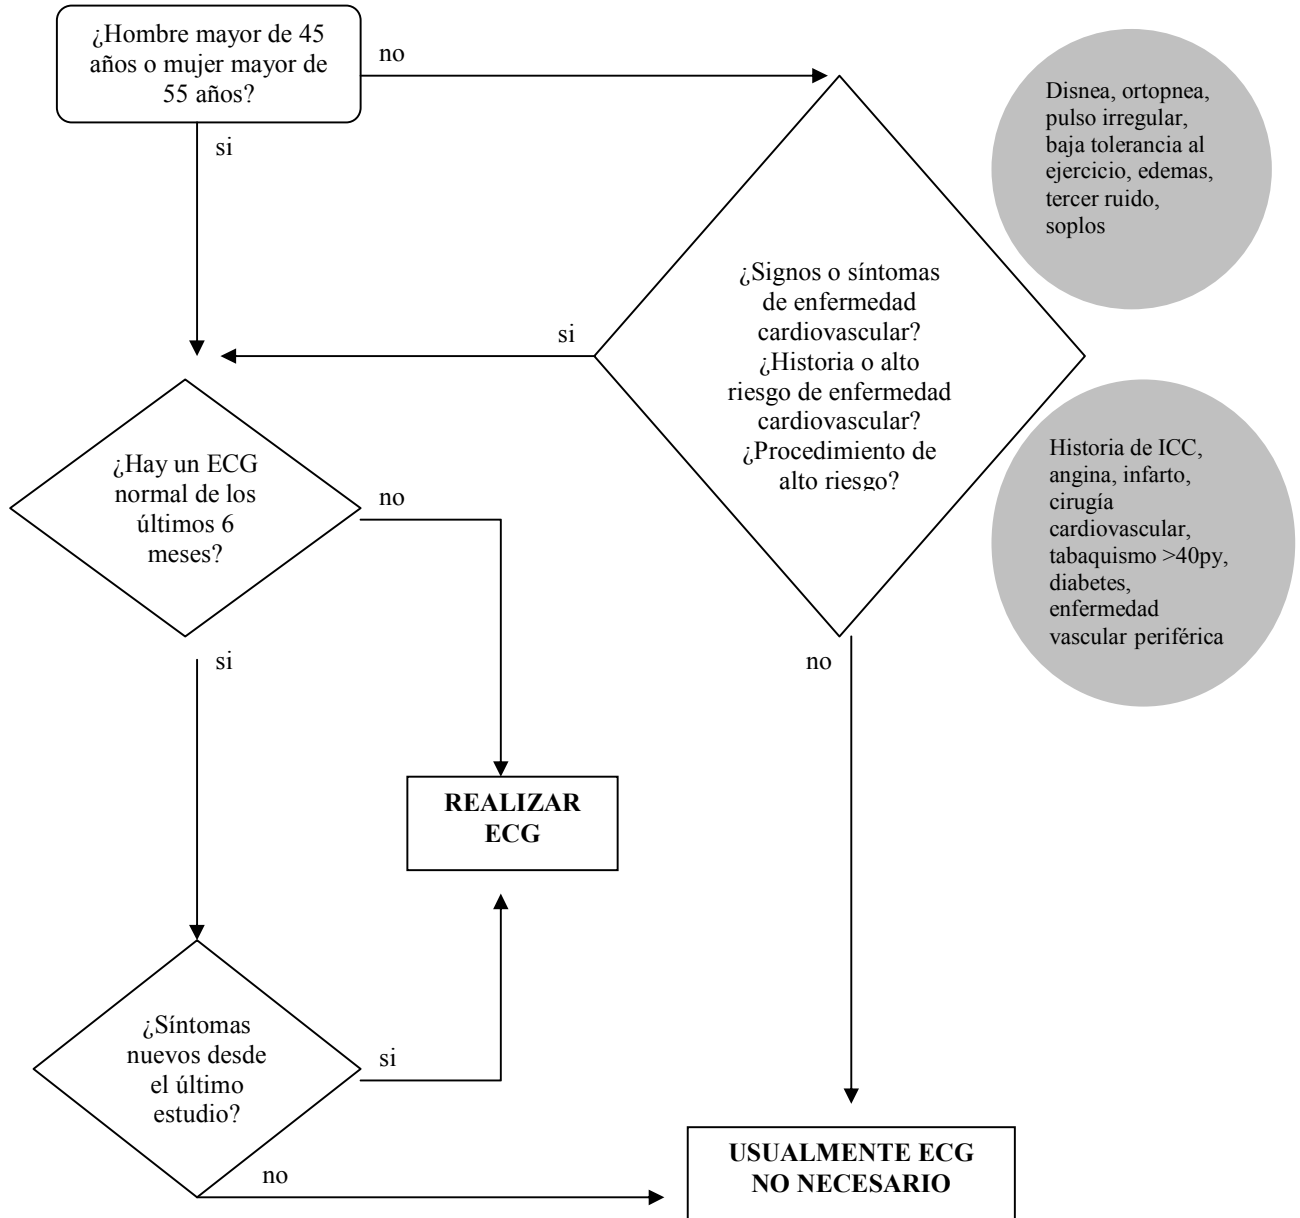 ¿Hombre mayor de 45
años o mujer mayor de
55 años?
no
si
Disnea, ortopnea,
pulso irregular,
baja tolerancia al
ejercicio, edemas,
tercer ruido,
soplos
¿Signos o síntomas
de enfermedad
cardiovascular?
¿Historia o alto
riesgo de enfermedad
cardiovascular?
¿Procedimiento de
alto riesgo?
si
Historia de ICC,
angina, infarto,
cirugía
cardiovascular,
tabaquismo >40py,
diabetes,
enfermedad
vascular periférica
¿Hay un ECG
normal de los
últimos 6
meses?
no
si
no
REALIZAR
ECG
¿Síntomas
nuevos desde
el último
estudio?
si
no
USUALMENTE ECG
NO NECESARIO